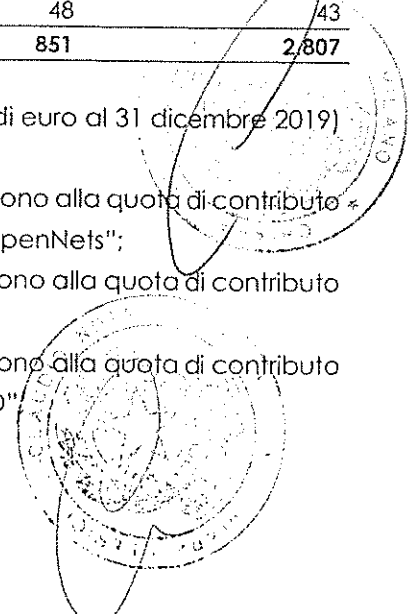 48 43
851 2,807
di euro al 31 dicembre 2019)
ono alla quota di contributo
penNets";
ono alla quota di contributo
ono alla quota di contributo
O"